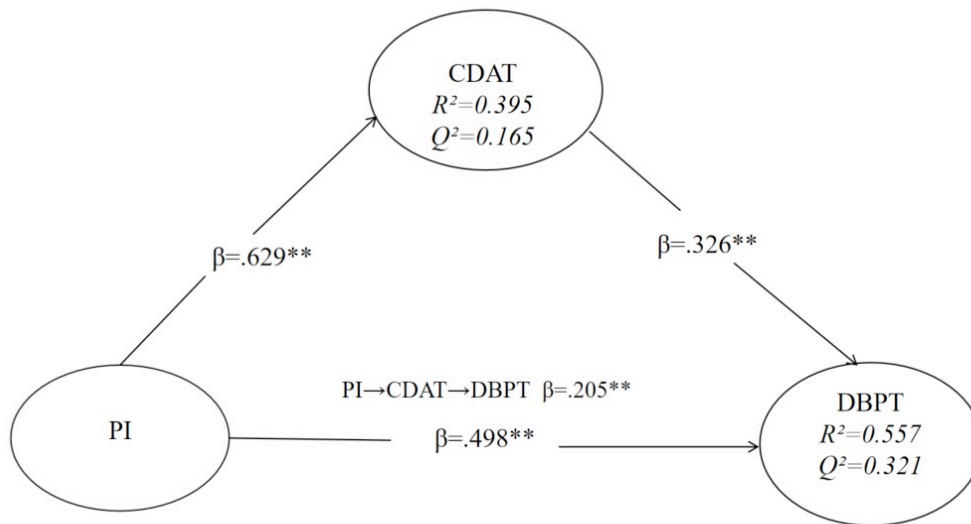 CDAT
R²=0.395
Q²=0.165
β=.629**
β=.326**
PI→CDAT→DBPT β=.205**
PI
β=.498**
DBPT
R²=0.557
Q²=0.321